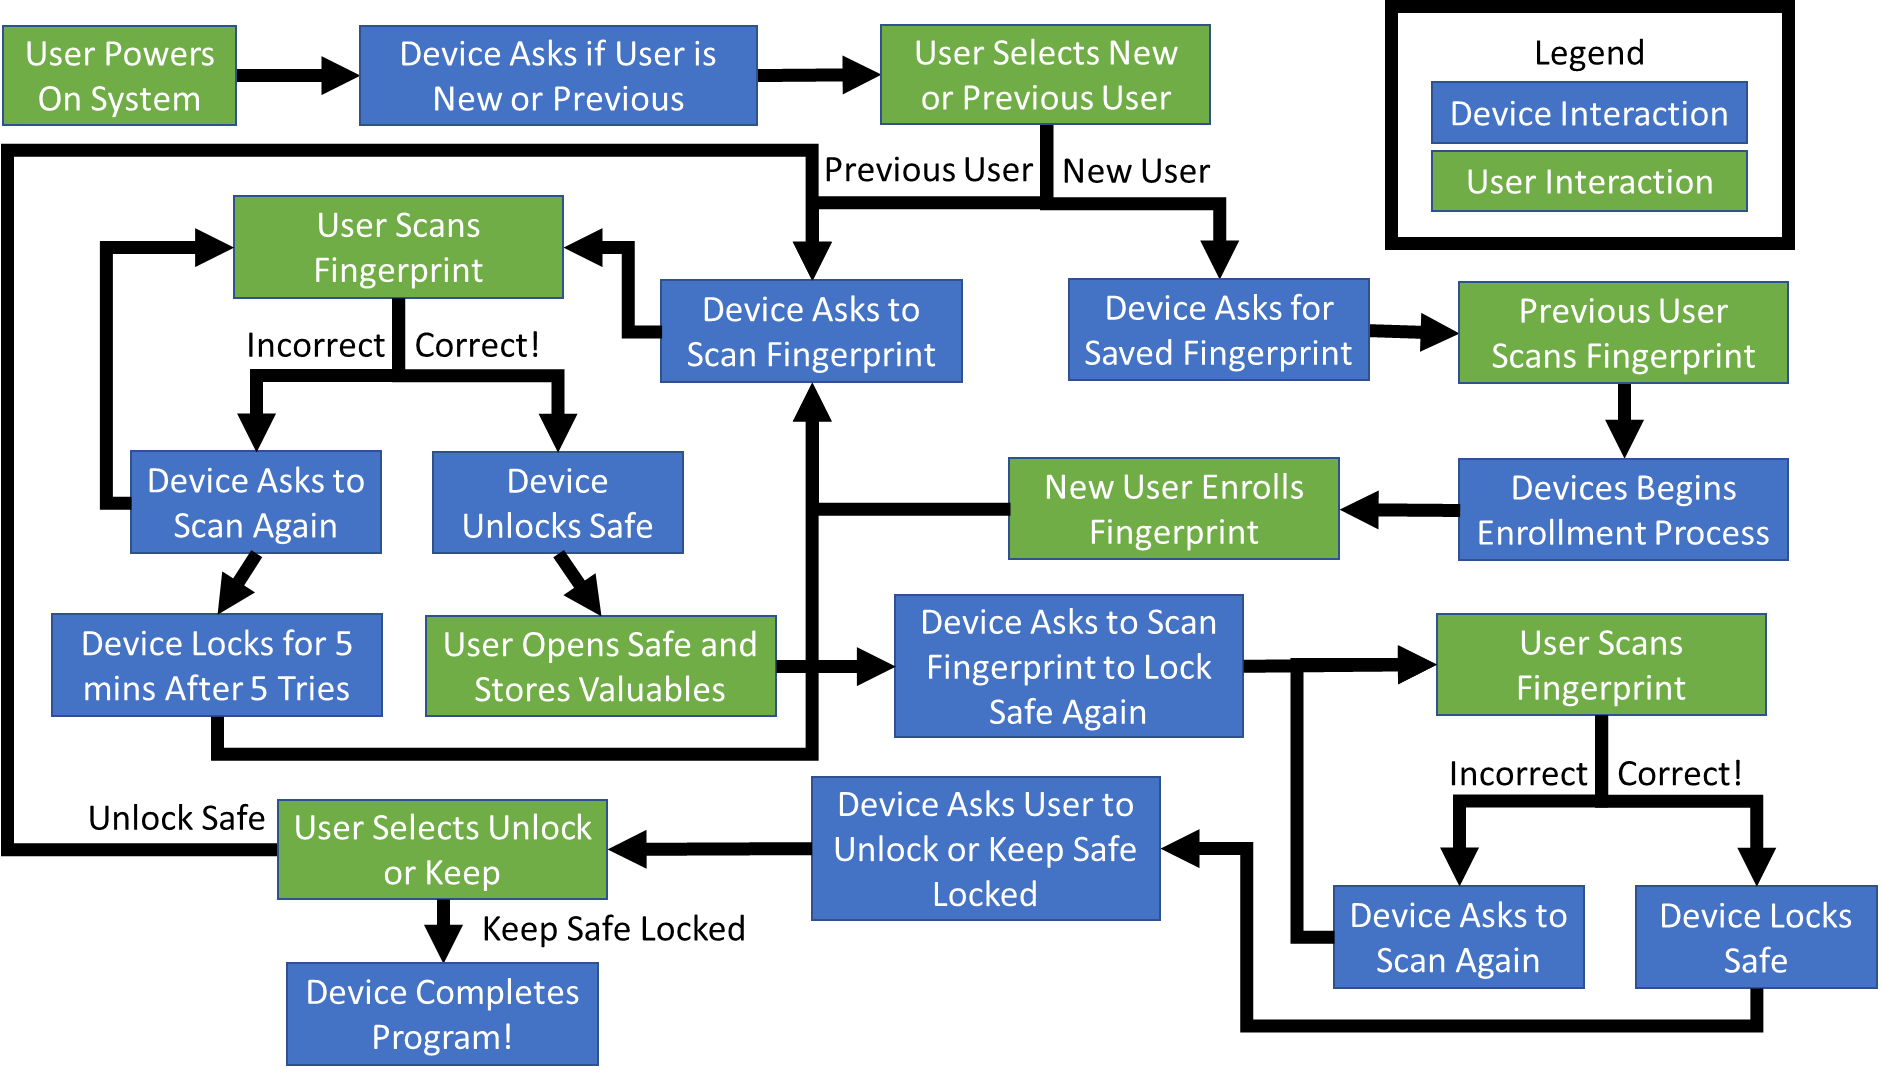 User Powers
On System
Device Asks if User is
New or Previous
User Selects New
or Previous User
Legend
Device Interaction
User Interaction
Previous User
New User
User Scans
Fingerprint
Incorrect
Correct!
Device Asks to
Scan Fingerprint
Device Asks for
Saved Fingerprint
Previous User
Scans Fingerprint
Device Asks to
Scan Again
Device
Unlocks Safe
New User Enrolls
Fingerprint
Devices Begins
Enrollment Process
Device Locks for 5
mins After 5 Tries
User Opens Safe and
Stores Valuables
Device Asks to Scan
Fingerprint to Lock
Safe Again
User Scans
Fingerprint
Incorrect
Correct!
Unlock Safe
User Selects Unlock
or Keep
Device Asks User to
Unlock or Keep Safe
Locked
Device Asks to
Scan Again
Device Locks
Safe
Keep Safe Locked
Device Completes
Program!